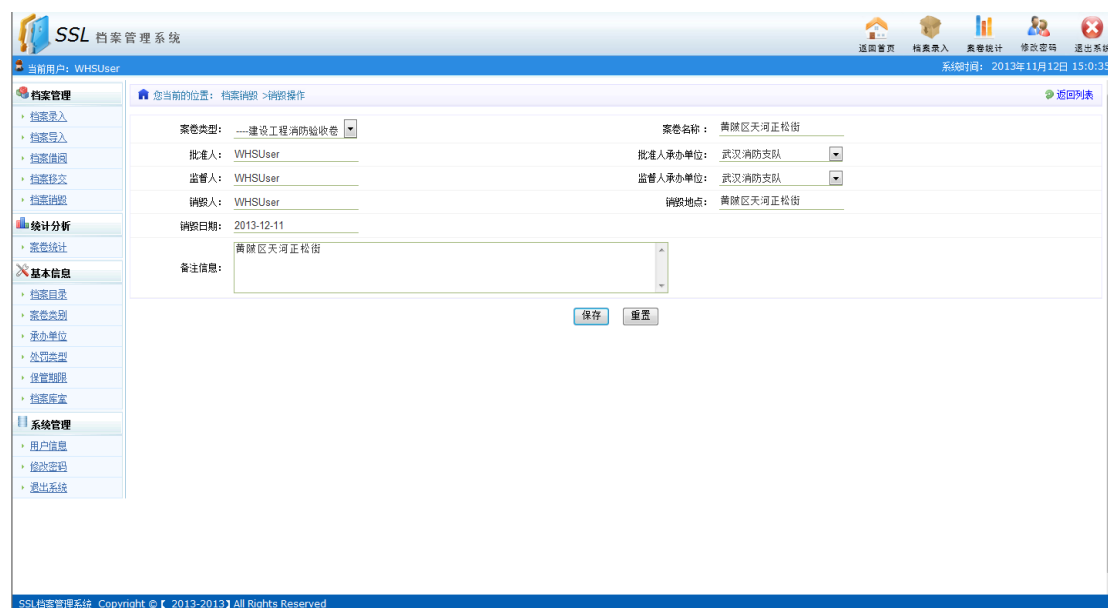 SSL 档案管理系统
返回首页 档案录入 案卷统计 修改密码 退出系统
当前用户: WHSUser
系统时间: 2013年11月12日 15:0:35
档案管理
档案录入
档案导入
档案借阅
档案移交
档案销毁
统计分析
案卷统计
基本信息
档案目录
案卷类别
承办单位
处罚类型
保管期限
档案库室
系统管理
用户信息
修改密码
退出系统
您当前的位置: 档案销毁 >销毁操作
返回列表
案卷类型: ----建设工程消防验收卷
案卷名称: 黄陂区天河正松街
批准人: WHSUser
批准人承办单位: 武汉消防支队
监督人: WHSUser
监督人承办单位: 武汉消防支队
销毁人: WHSUser
销毁地点: 黄陂区天河正松街
销毁日期: 2013-12-11
备注信息: 黄陂区天河正松街
保存 重置
SSL档案管理系统 Copyright ©【 2013-2013】All Rights Reserved